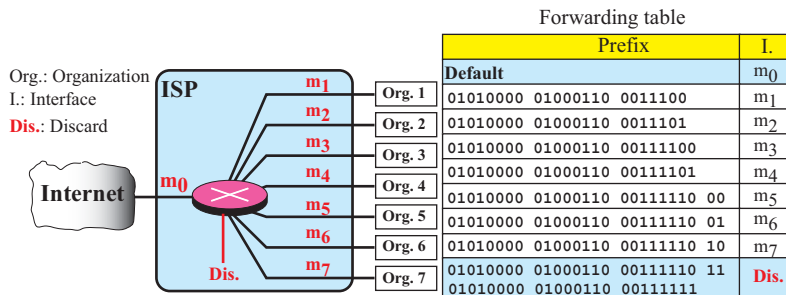 Forwarding table
Prefix I.
Default m0
01010000 01000110 0011100 m1
01010000 01000110 0011101 m2
01010000 01000110 00111100 m3
01010000 01000110 00111101 m4
01010000 01000110 00111110 00 m5
01010000 01000110 00111110 01 m6
01010000 01000110 00111110 10 m7
01010000 01000110 00111110 11 Dis.
01010000 01000110 00111111
Org.: Organization
I.: Interface
Dis.: Discard
ISP
Internet
m0
Dis.
m1 Org. 1
m2 Org. 2
m3 Org. 3
m4 Org. 4
m5 Org. 5
m6 Org. 6
m7 Org. 7